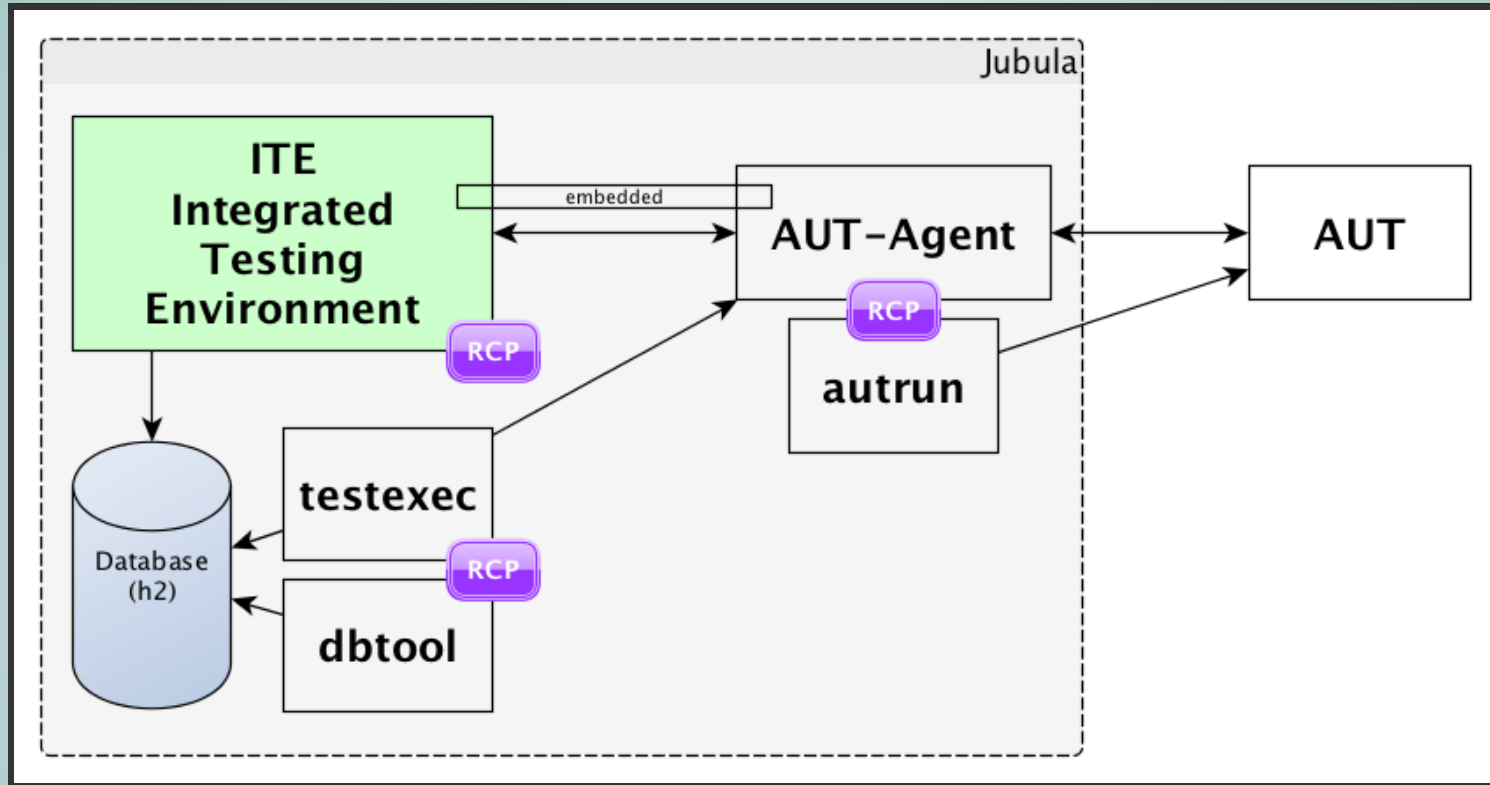 Jubula
ITE
Integrated
Testing
Environment
RCP
embedded
AUT-Agent
RCP
autrun
AUT
testexec
RCP
dbtool
Database
(h2)